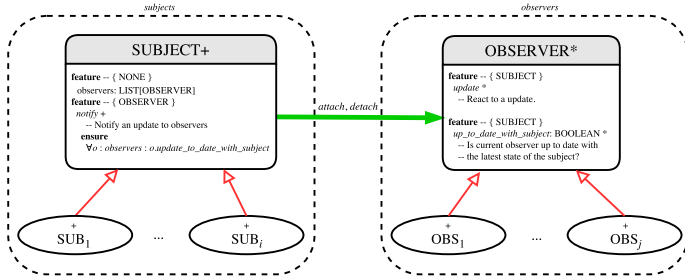 subjects
SUBJECT+
feature -- { NONE }
observers: LIST[OBSERVER]
feature -- { OBSERVER }
notify +
-- Notify an update to observers
ensure
∀o : observers : o.update_to_date_with_subject
+
SUB1
...
+
SUBi
attach, detach
observers
OBSERVER*
feature -- { SUBJECT }
update *
-- React to a update.
feature -- { SUBJECT }
up_to_date_with_subject: BOOLEAN *
-- Is current observer up to date with
-- the latest state of the subject?
+
OBS1
...
+
OBSj